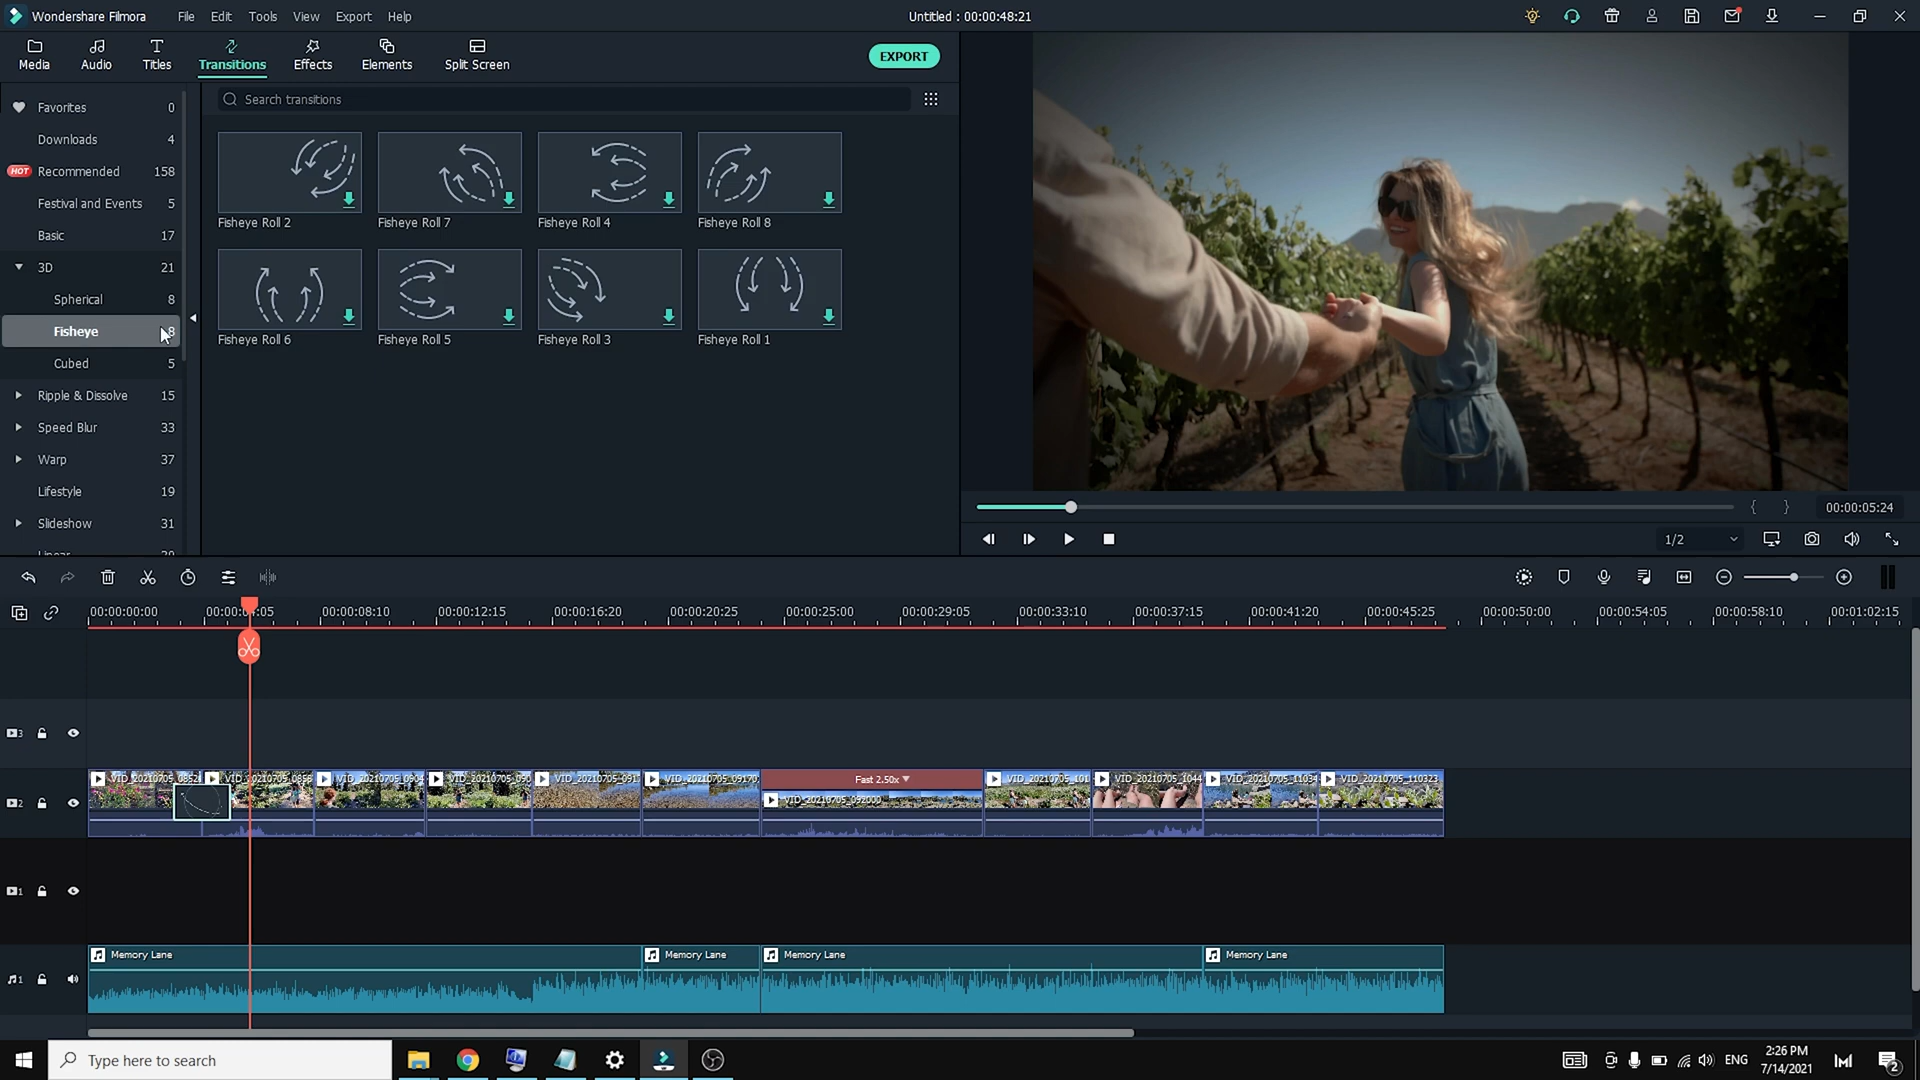 Wondershare Filmora File Edit Tools View Export Help
Untitled : 00:00:48:21
Media Audio Titles Transitions Effects Elements Split Screen
EXPORT
Search transitions
Favorites 0
Downloads 4
HOT Recommended 158
Festival and Events 5
Basic 17
3D 21
Spherical 8
Fisheye 8
Cubed 5
Ripple & Dissolve 15
Speed Blur 33
Warp 37
Lifestyle 19
Slideshow 31
Linear
Fisheye Roll 2 Fisheye Roll 7 Fisheye Roll 4 Fisheye Roll 8
Fisheye Roll 6 Fisheye Roll 5 Fisheye Roll 3 Fisheye Roll 1
{ } 00:00:05:24
1/2
00:00:00:00 00:00:04:05 00:00:08:10 00:00:12:15 00:00:16:20 00:00:20:25 00:00:25:00 00:00:29:05 00:00:33:10 00:00:37:15 00:00:41:20 00:00:45:25 00:00:50:00 00:00:54:05 00:00:58:10 00:01:02:15
3
Fast 2.50x
VID_20210705_0852 VID_20210705_085 VID_20210705_0904 VID_20210705_090 VID_20210705_091 VID_20210705_09170 VID_20210705_092000 VID_20210705_101 VID_20210705_1044 VID_20210705_11034 VID_20210705_110323
2
1
Memory Lane Memory Lane Memory Lane Memory Lane
1
Type here to search
ENG
2:26 PM
7/14/2021
2